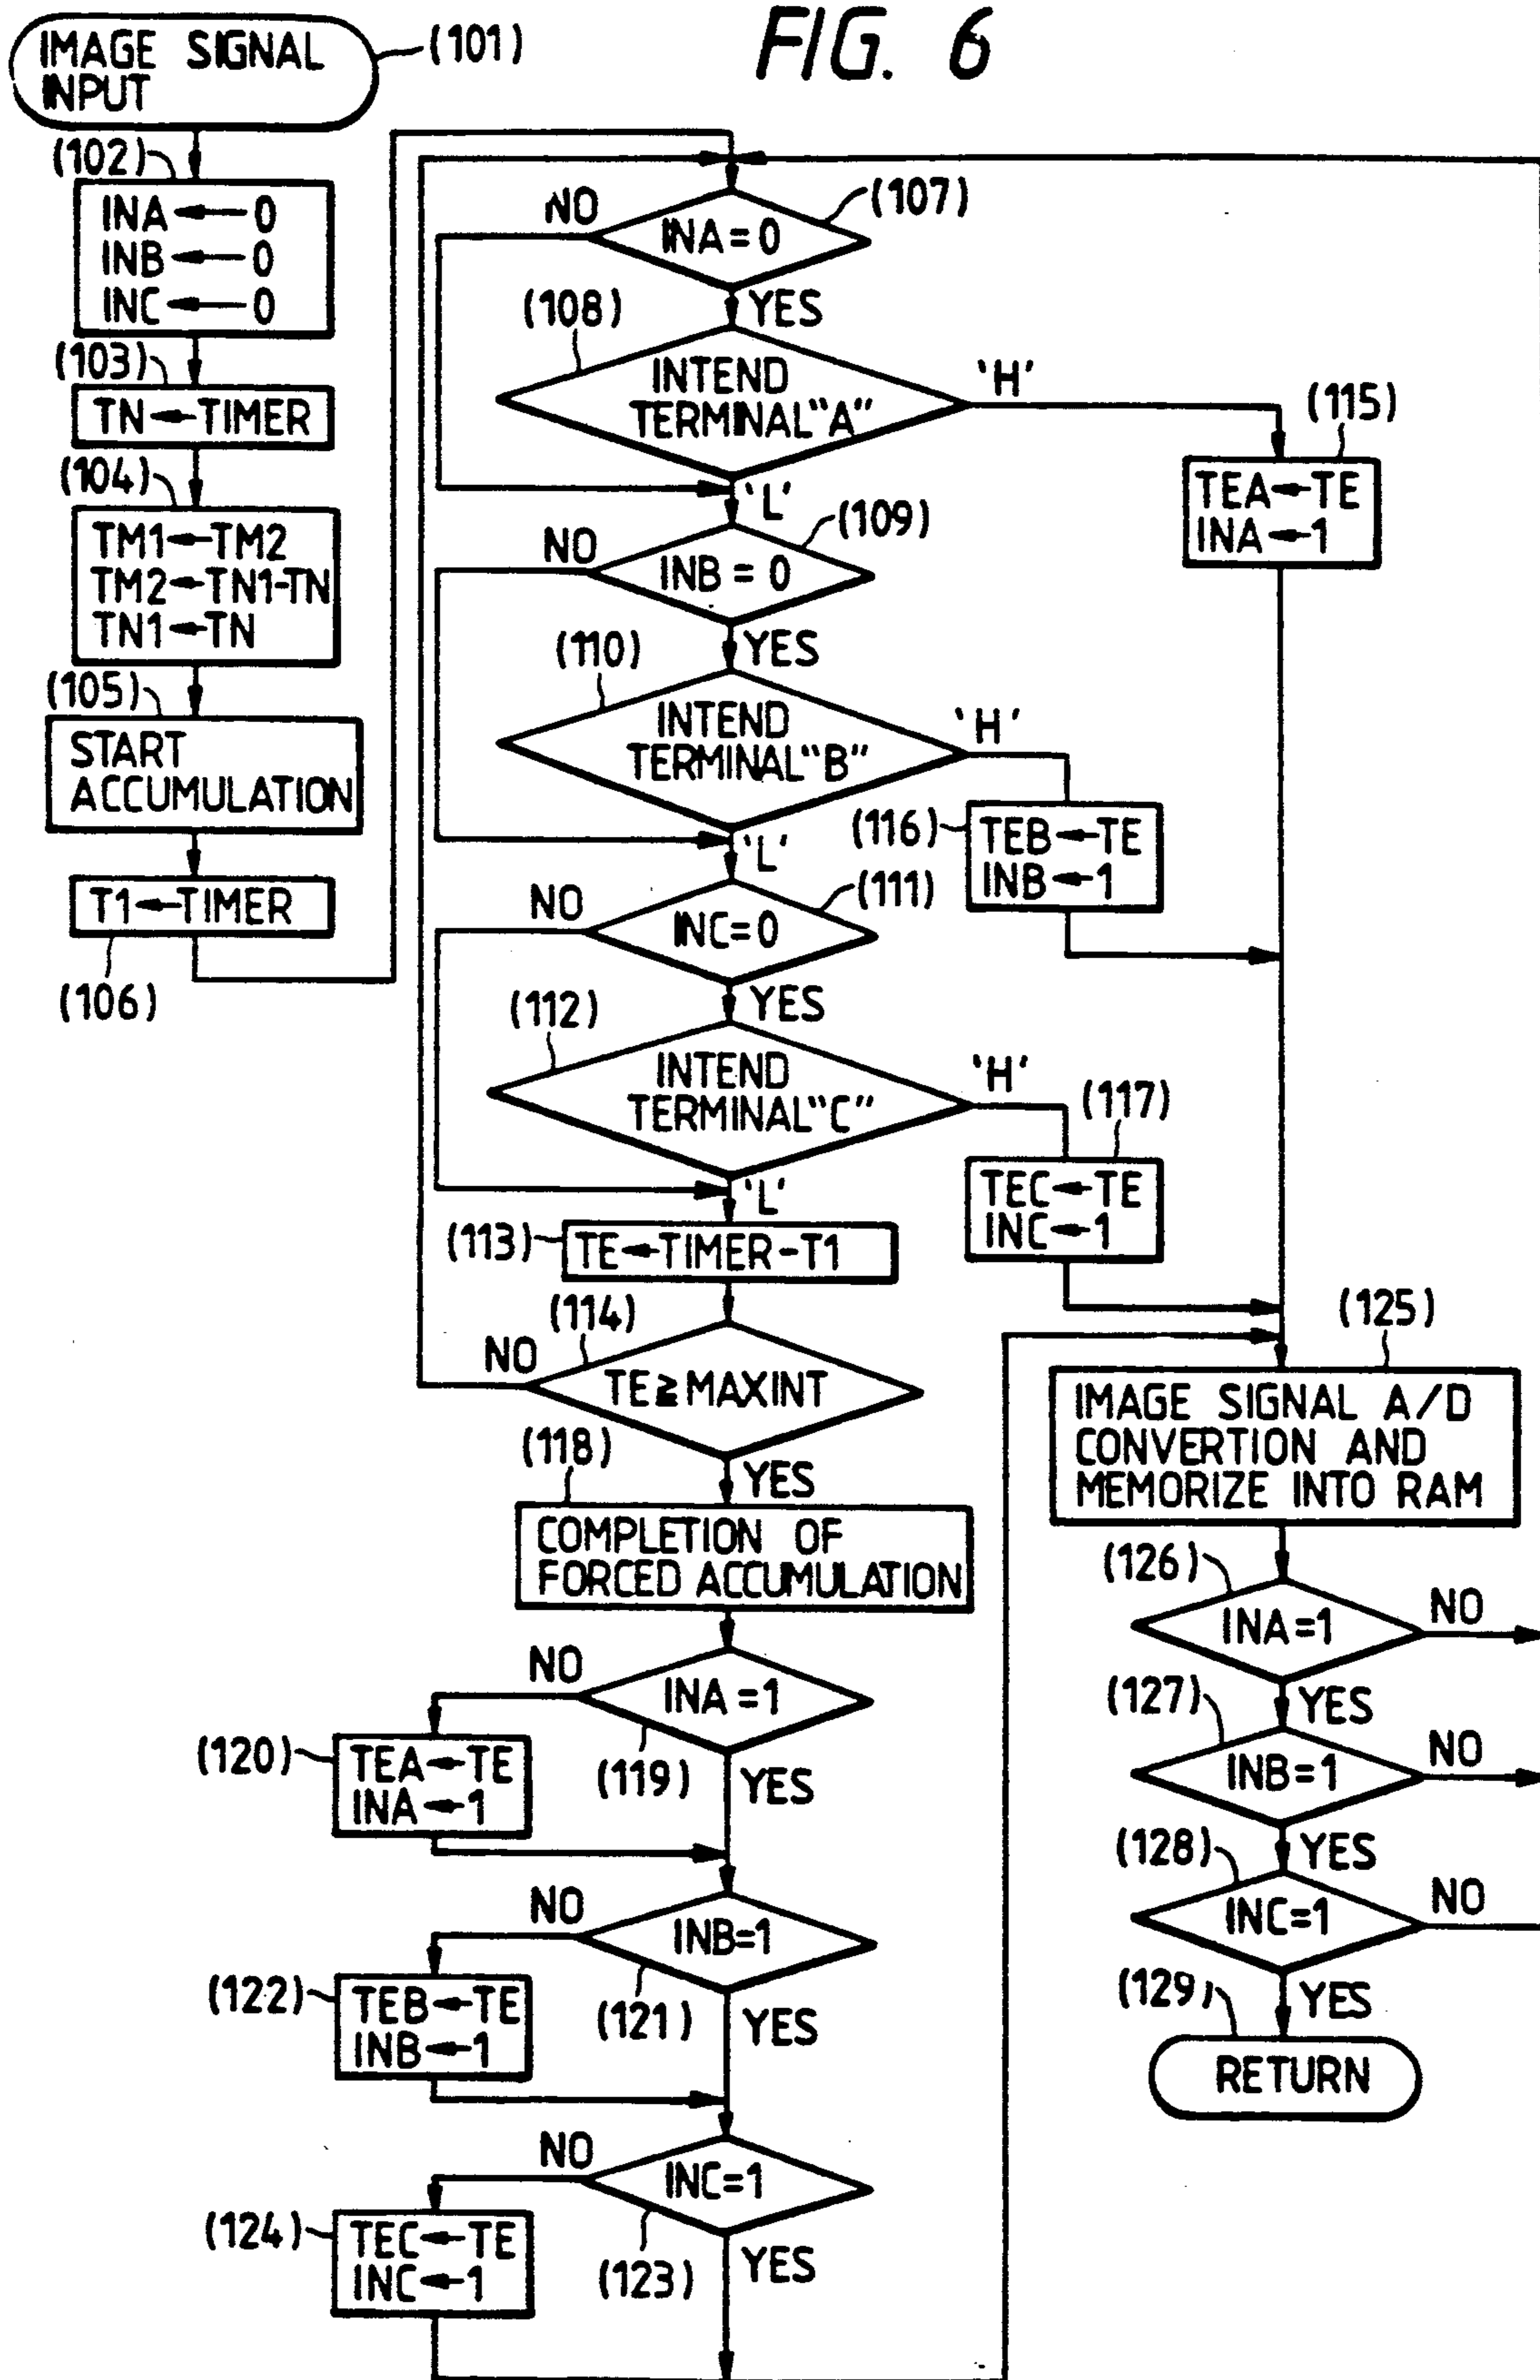 FIG. 6
IMAGE SIGNAL
INPUT
(101)
(102)
INA ← 0
INB ← 0
INC ← 0
(103)
TN ← TIMER
(104)
TM1 ← TM2
TM2 ← TN1-TN
TN1 ← TN
(105)
START
ACCUMULATION
T1 ← TIMER
(106)
(107)
INA = 0
NO
YES
(108)
INTEND
TERMINAL "A"
'H'
'L'
(115)
TEA ← TE
INA ← 1
(109)
INB = 0
NO
YES
(110)
INTEND
TERMINAL "B"
'H'
'L'
(116)
TEB ← TE
INB ← 1
(111)
INC=0
NO
YES
(112)
INTEND
TERMINAL "C"
'H'
'L'
(117)
TEC ← TE
INC ← 1
(113)
TE ← TIMER-T1
(114)
TE ≧ MAXINT
NO
YES
(118)
COMPLETION OF
FORCED ACCUMULATION
NO
INA =1
(119)
YES
(120)
TEA ← TE
INA ← 1
NO
INB=1
(121)
YES
(122)
TEB ← TE
INB ← 1
NO
INC=1
(123)
YES
(124)
TEC ← TE
INC ← 1
(125)
IMAGE SIGNAL A/D
CONVERTION AND
MEMORIZE INTO RAM
(126)
INA=1
NO
YES
(127)
INB=1
NO
YES
(128)
INC=1
NO
YES
(129)
RETURN